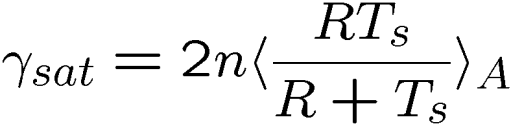 γ_{sat} = 2n⟨\frac{RT_s}{R + T_s}⟩_A